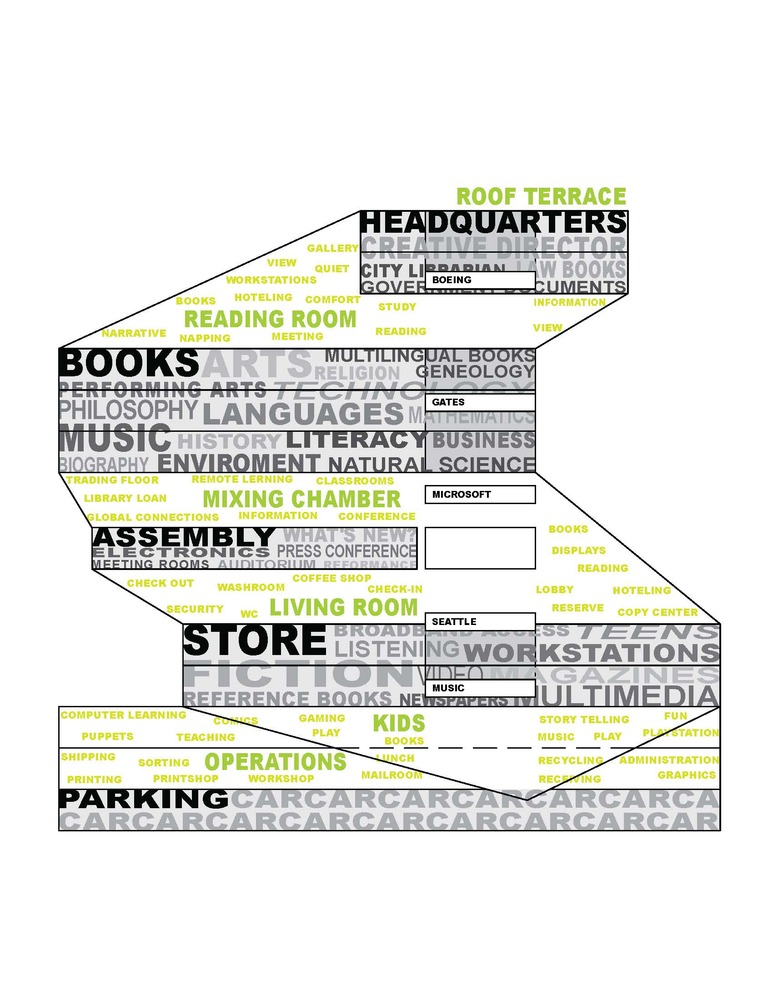 ROOF TERRACE
HEADQUARTERS
CREATIVE DIRECTOR
GALLERY
VIEW QUIET
CITY LIBRARIAN LAW BOOKS
BOEING
WORKSTATIONS
GOVERNMENT DOCUMENTS
BOOKS HOTELING COMFORT STUDY INFORMATION
READING ROOM
NARRATIVE NAPPING MEETING READING VIEW
BOOKS ARTS MULTILINGUAL BOOKS
RELIGION GENEOLOGY
PERFORMING ARTS TECHNOLOGY
GATES
PHILOSOPHY LANGUAGES MATHEMATICS
MUSIC HISTORY LITERACY BUSINESS
BIOGRAPHY ENVIROMENT NATURAL SCIENCE
TRADING FLOOR REMOTE LERNING CLASSROOMS
LIBRARY LOAN MIXING CHAMBER MICROSOFT
GLOBAL CONNECTIONS INFORMATION CONFERENCE
ASSEMBLY WHAT'S NEW? BOOKS
ELECTRONICS PRESS CONFERENCE DISPLAYS
MEETING ROOMS AUDITORIUM REFORMANCE READING
CHECK OUT WASHROOM COFFEE SHOP CHECK-IN LOBBY HOTELING
SECURITY WC LIVING ROOM RESERVE COPY CENTER
SEATTLE
STORE BROADBAND ACCESS TEENS
LISTENING WORKSTATIONS
FICTION VIDEO MAGAZINES
MUSIC
REFERENCE BOOKS NEWSPAPERS MULTIMEDIA
COMPUTER LEARNING COMICS GAMING KIDS STORY TELLING FUN
PUPPETS TEACHING PLAY BOOKS MUSIC PLAY PLAYSTATION
SHIPPING SORTING OPERATIONS LUNCH RECYCLING ADMINISTRATION
PRINTING PRINTSHOP WORKSHOP MAILROOM RECEIVING GRAPHICS
PARKING CARCARCARCARCARCARCARCA
CARCARCARCARCARCARCARCARCARCAR